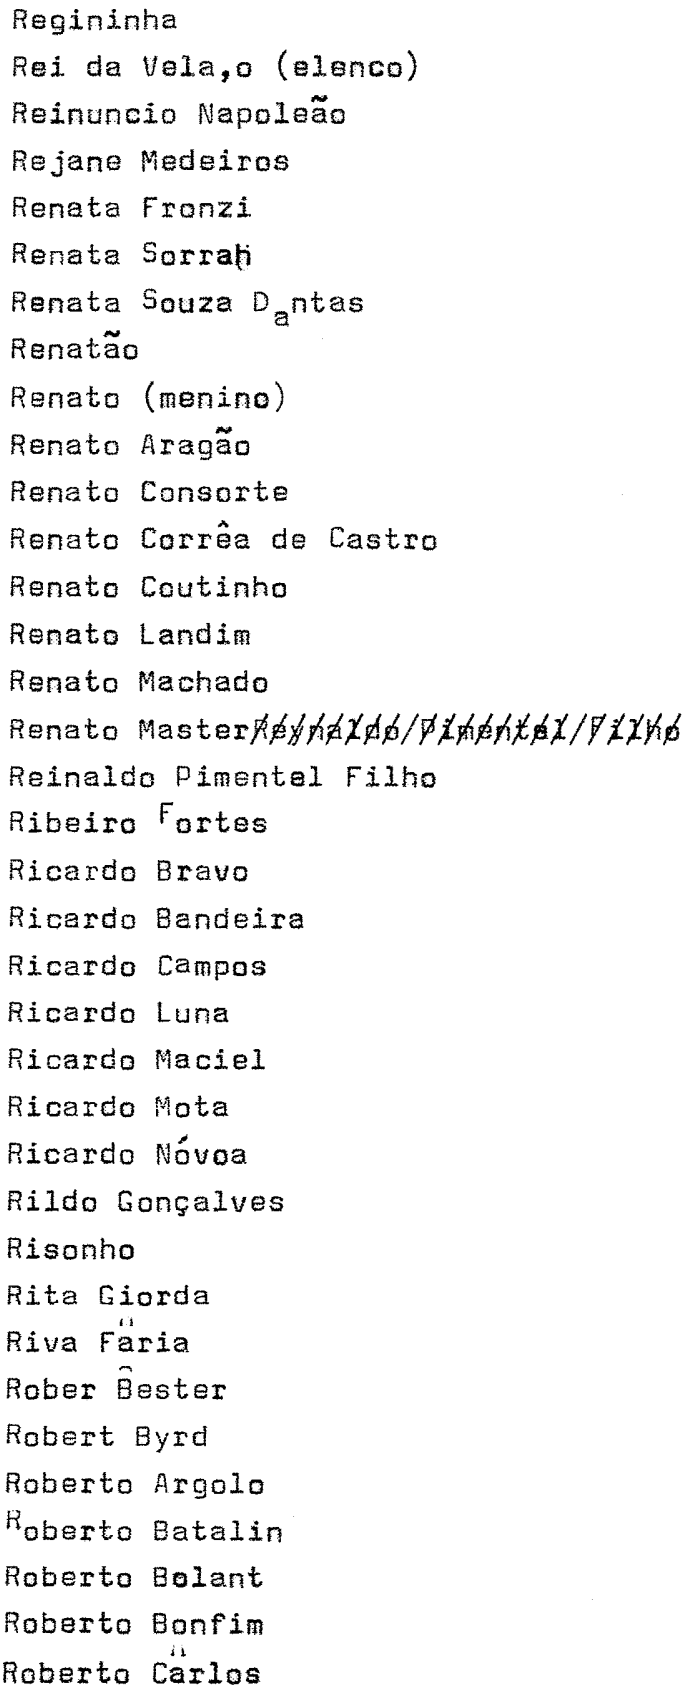 Regininha
Rei da Vela,o (elenco)
Reinuncio Napoleão
Rejane Medeiros
Renata Fronzi
Renata Sorrah
Renata Souza Dantas
Renatão
Renato (menino)
Renato Aragão
Renato Consorte
Renato Corrêa de Castro
Renato Coutinho
Renato Landim
Renato Machado
Renato Master Reynaldo/Pimentel/Filho
Reinaldo Pimentel Filho
Ribeiro Fortes
Ricardo Bravo
Ricardo Bandeira
Ricardo Campos
Ricardo Luna
Ricardo Maciel
Ricardo Mota
Ricardo Nóvoa
Rildo Gonçalves
Risonho
Rita Giorda
Riva Faria
Rober Bester
Robert Byrd
Roberto Argolo
Roberto Batalin
Roberto Bolant
Roberto Bonfim
Roberto Carlos